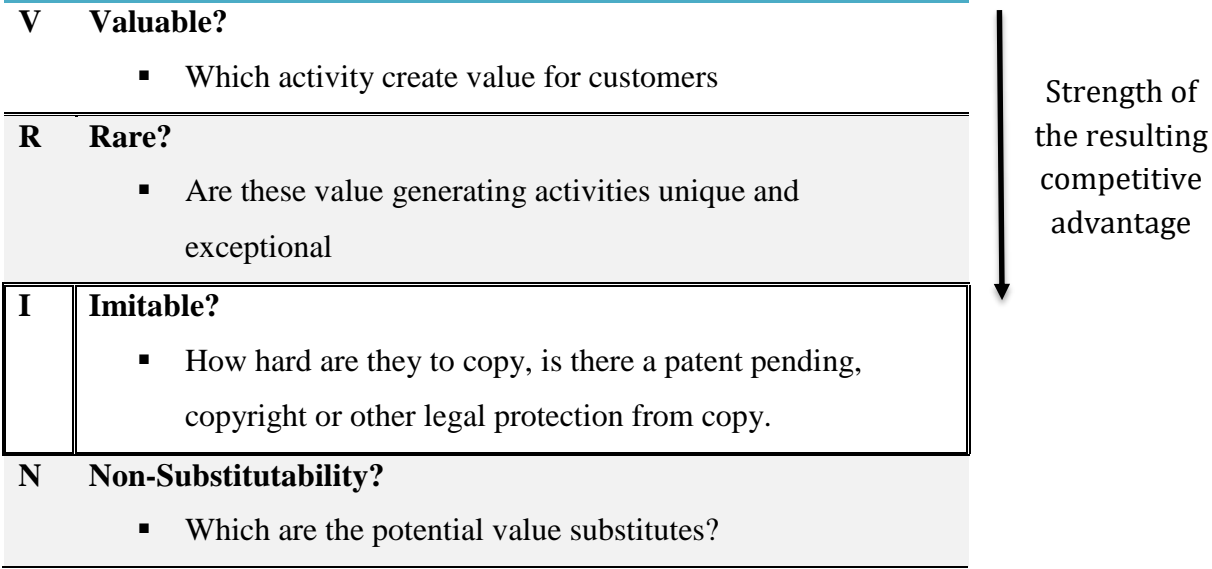 V Valuable?
▪ Which activity create value for customers
R Rare?
▪ Are these value generating activities unique and
exceptional
I Imitable?
▪ How hard are they to copy, is there a patent pending,
copyright or other legal protection from copy.
N Non-Substitutability?
▪ Which are the potential value substitutes?
Strength of
the resulting
competitive
advantage